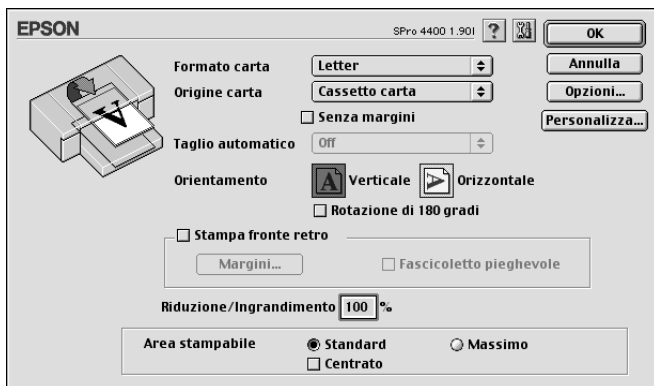 EPSON
SPro 4400 1.90I
?
OK
Formato carta
Letter
Annulla
Origine carta
Cassetto carta
Opzioni...
Senza margini
Personalizza...
Taglio automatico
Off
Orientamento
A
Verticale
A
Orizzontale
Rotazione di 180 gradi
Stampa fronte retro
Margini...
Fascicoletto pieghevole
Riduzione/Ingrandimento 100 %
Area stampabile
Standard
Massimo
Centrato